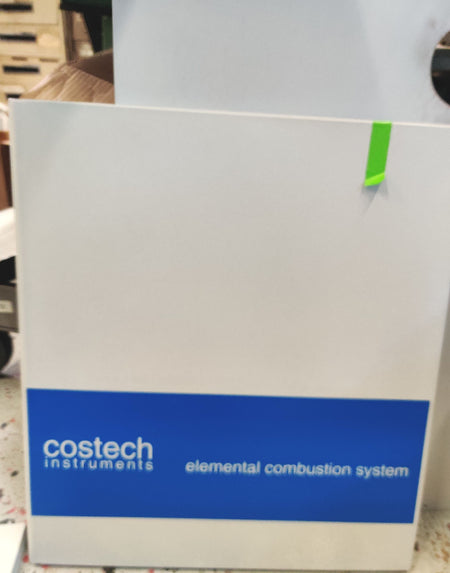 costech
instruments
elemental combustion system